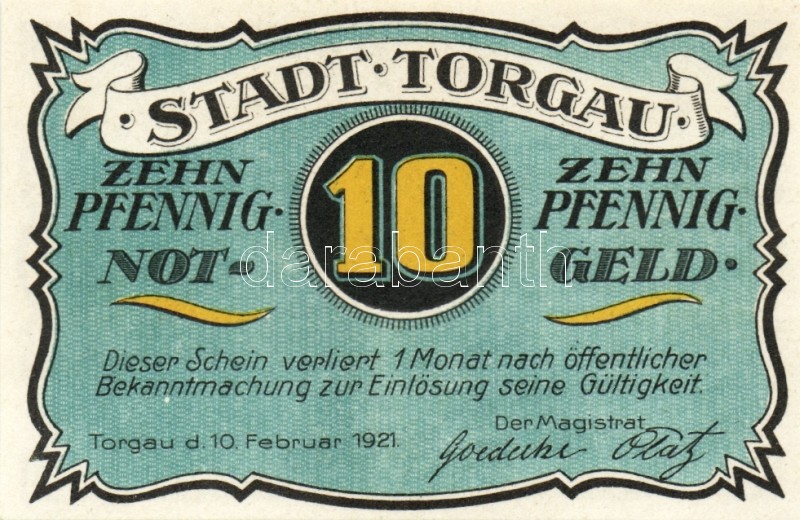 · STADT · TORGAU ·
ZEHN
PFENNIG·
NOT-
10
ZEHN
PFENNIG·
GELD·
darabanth
Dieser Schein verliert 1 Monat nach öffentlicher
Bekanntmachung zur Einlösung seine Gültigkeit.
Torgau d. 10. Februar 1921.
Der Magistrat